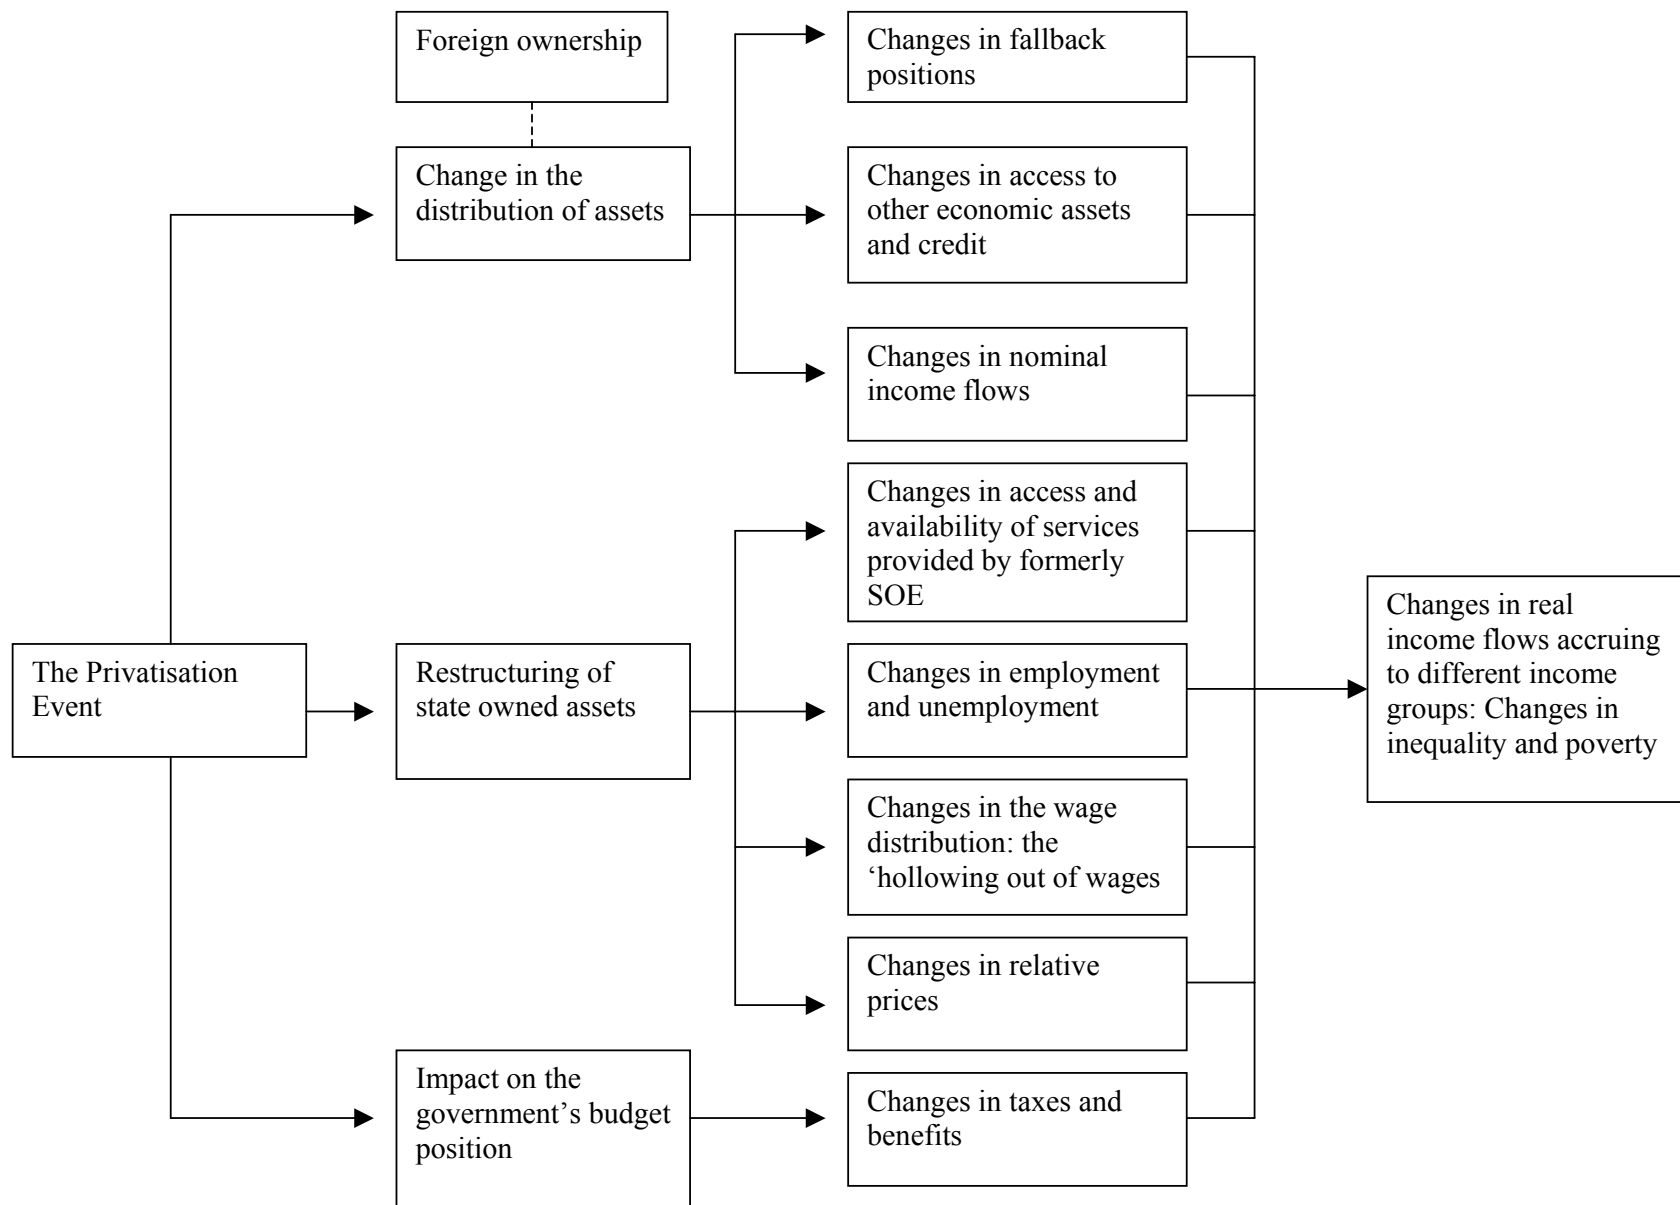 Foreign ownership
Changes in fallback
positions
Change in the
distribution of assets
Changes in access to
other economic assets
and credit
Changes in nominal
income flows
Changes in access and
availability of services
provided by formerly
SOE
The Privatisation
Event
Restructuring of
state owned assets
Changes in employment
and unemployment
Changes in real
income flows accruing
to different income
groups: Changes in
inequality and poverty
Changes in the wage
distribution: the
‘hollowing out of wages
Changes in relative
prices
Impact on the
government’s budget
position
Changes in taxes and
benefits